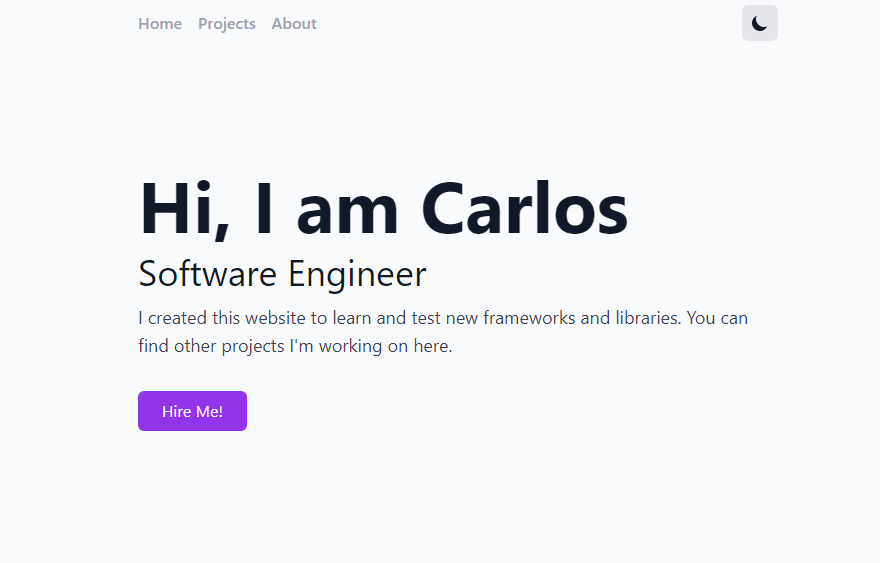 Home Projects About
Hi, I am Carlos
Software Engineer
I created this website to learn and test new frameworks and libraries. You can
find other projects I'm working on here.
Hire Me!